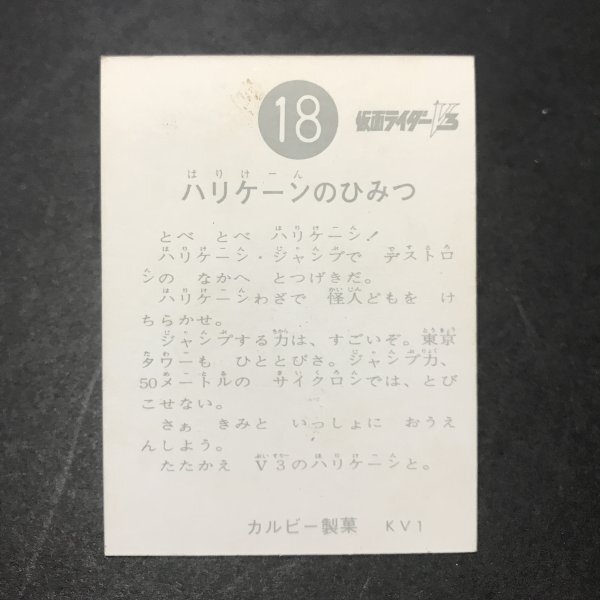 18
仮面ライダーV3
はりけーん
ハリケーンのひみつ
とべ とべ ハリケーン!
ハリケーン・ジャンプで デストロ
ンの なかへ とつげきだ。
ハリケーンわざで 怪人どもを け
ちらかせ。
ジャンプする力は、すごいぞ。東京
タワーも ひととびさ。ジャンプ力、
50メートルの サイクロンでは、とび
こせない。
さぁ きみと いっしょに おうえ
んしよう。
たたかえ V3のハリケーンと。
カルビー製菓 KV1